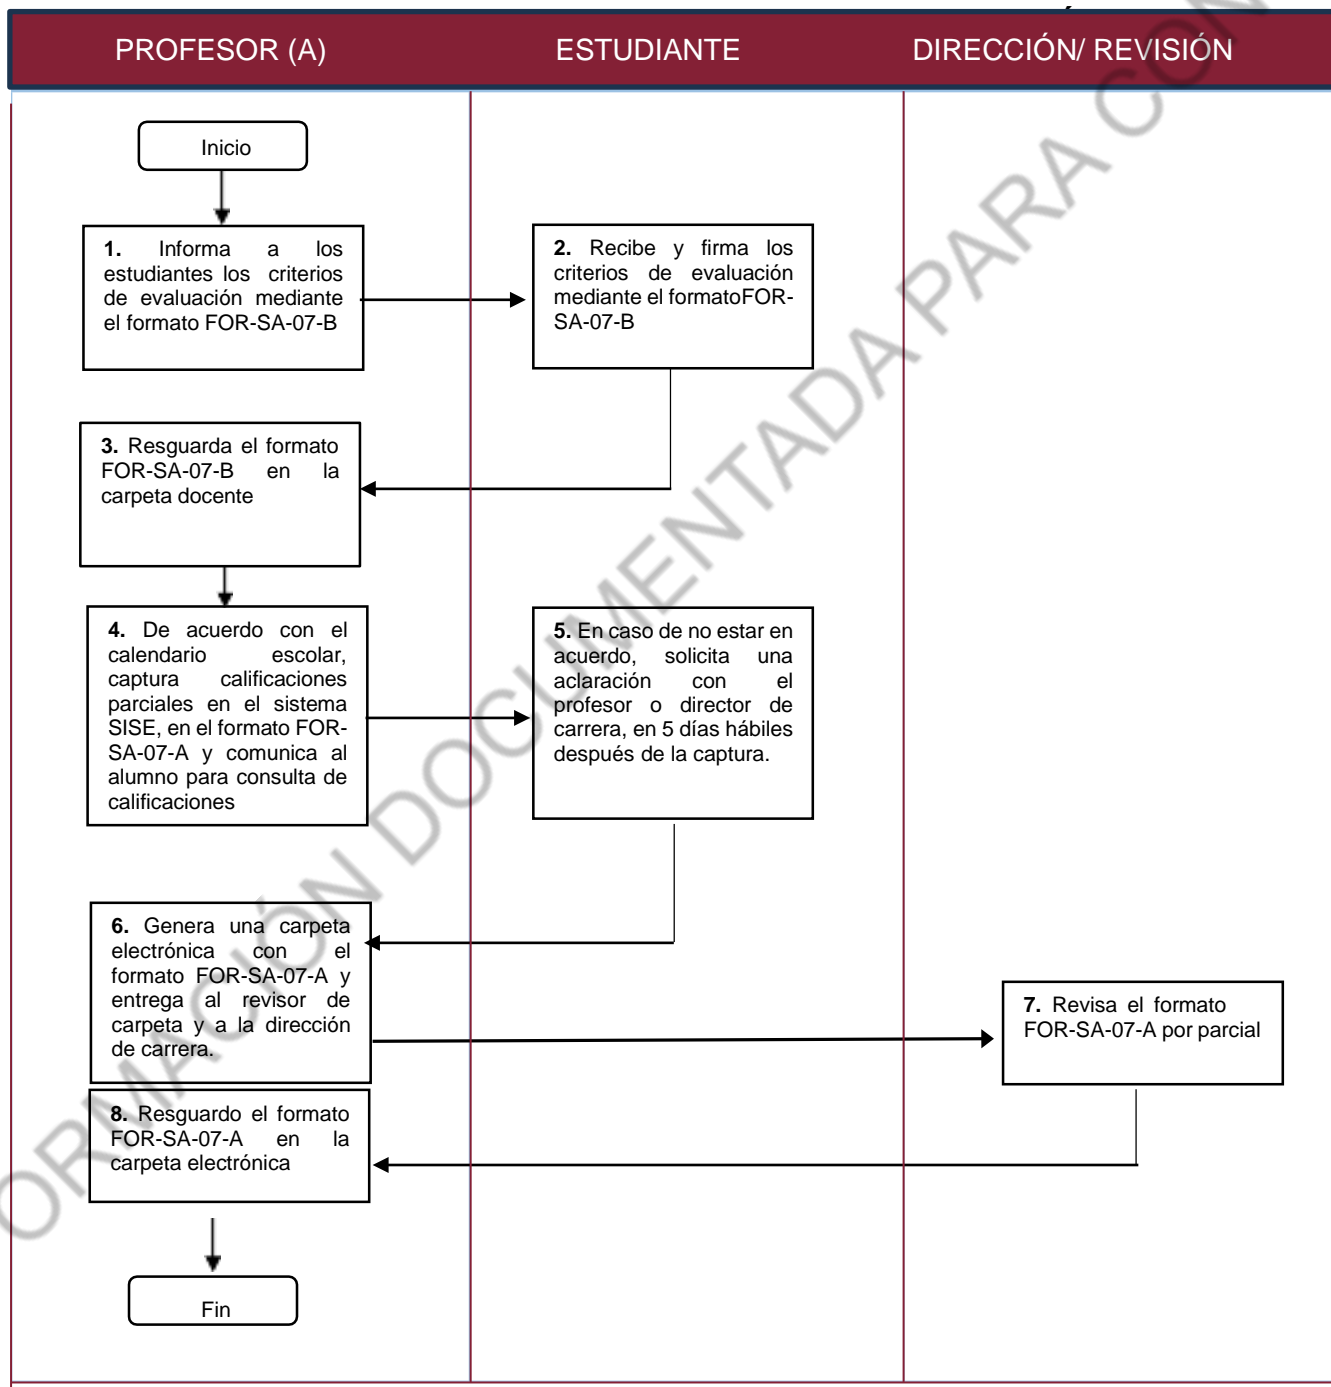 PROFESOR (A)
ESTUDIANTE
DIRECCIÓN/ REVISIÓN
Inicio
1. Informa a los
estudiantes los criterios
de evaluación mediante
el formato FOR-SA-07-B
2. Recibe y firma los
criterios de evaluación
mediante el formatoFOR-
SA-07-B
3. Resguarda el formato
FOR-SA-07-B en la
carpeta docente
4. De acuerdo con el
calendario escolar,
captura calificaciones
parciales en el sistema
SISE, en el formato FOR-
SA-07-A y comunica al
alumno para consulta de
calificaciones
5. En caso de no estar en
acuerdo, solicita una
aclaración con el
profesor o director de
carrera, en 5 días hábiles
después de la captura.
6. Genera una carpeta
electrónica con el
formato FOR-SA-07-A y
entrega al revisor de
carpeta y a la dirección
de carrera.
7. Revisa el formato
FOR-SA-07-A por parcial
8. Resguardo el formato
FOR-SA-07-A en la
carpeta electrónica
Fin
ORMACIÓN DOCUMENTADA PARA CON